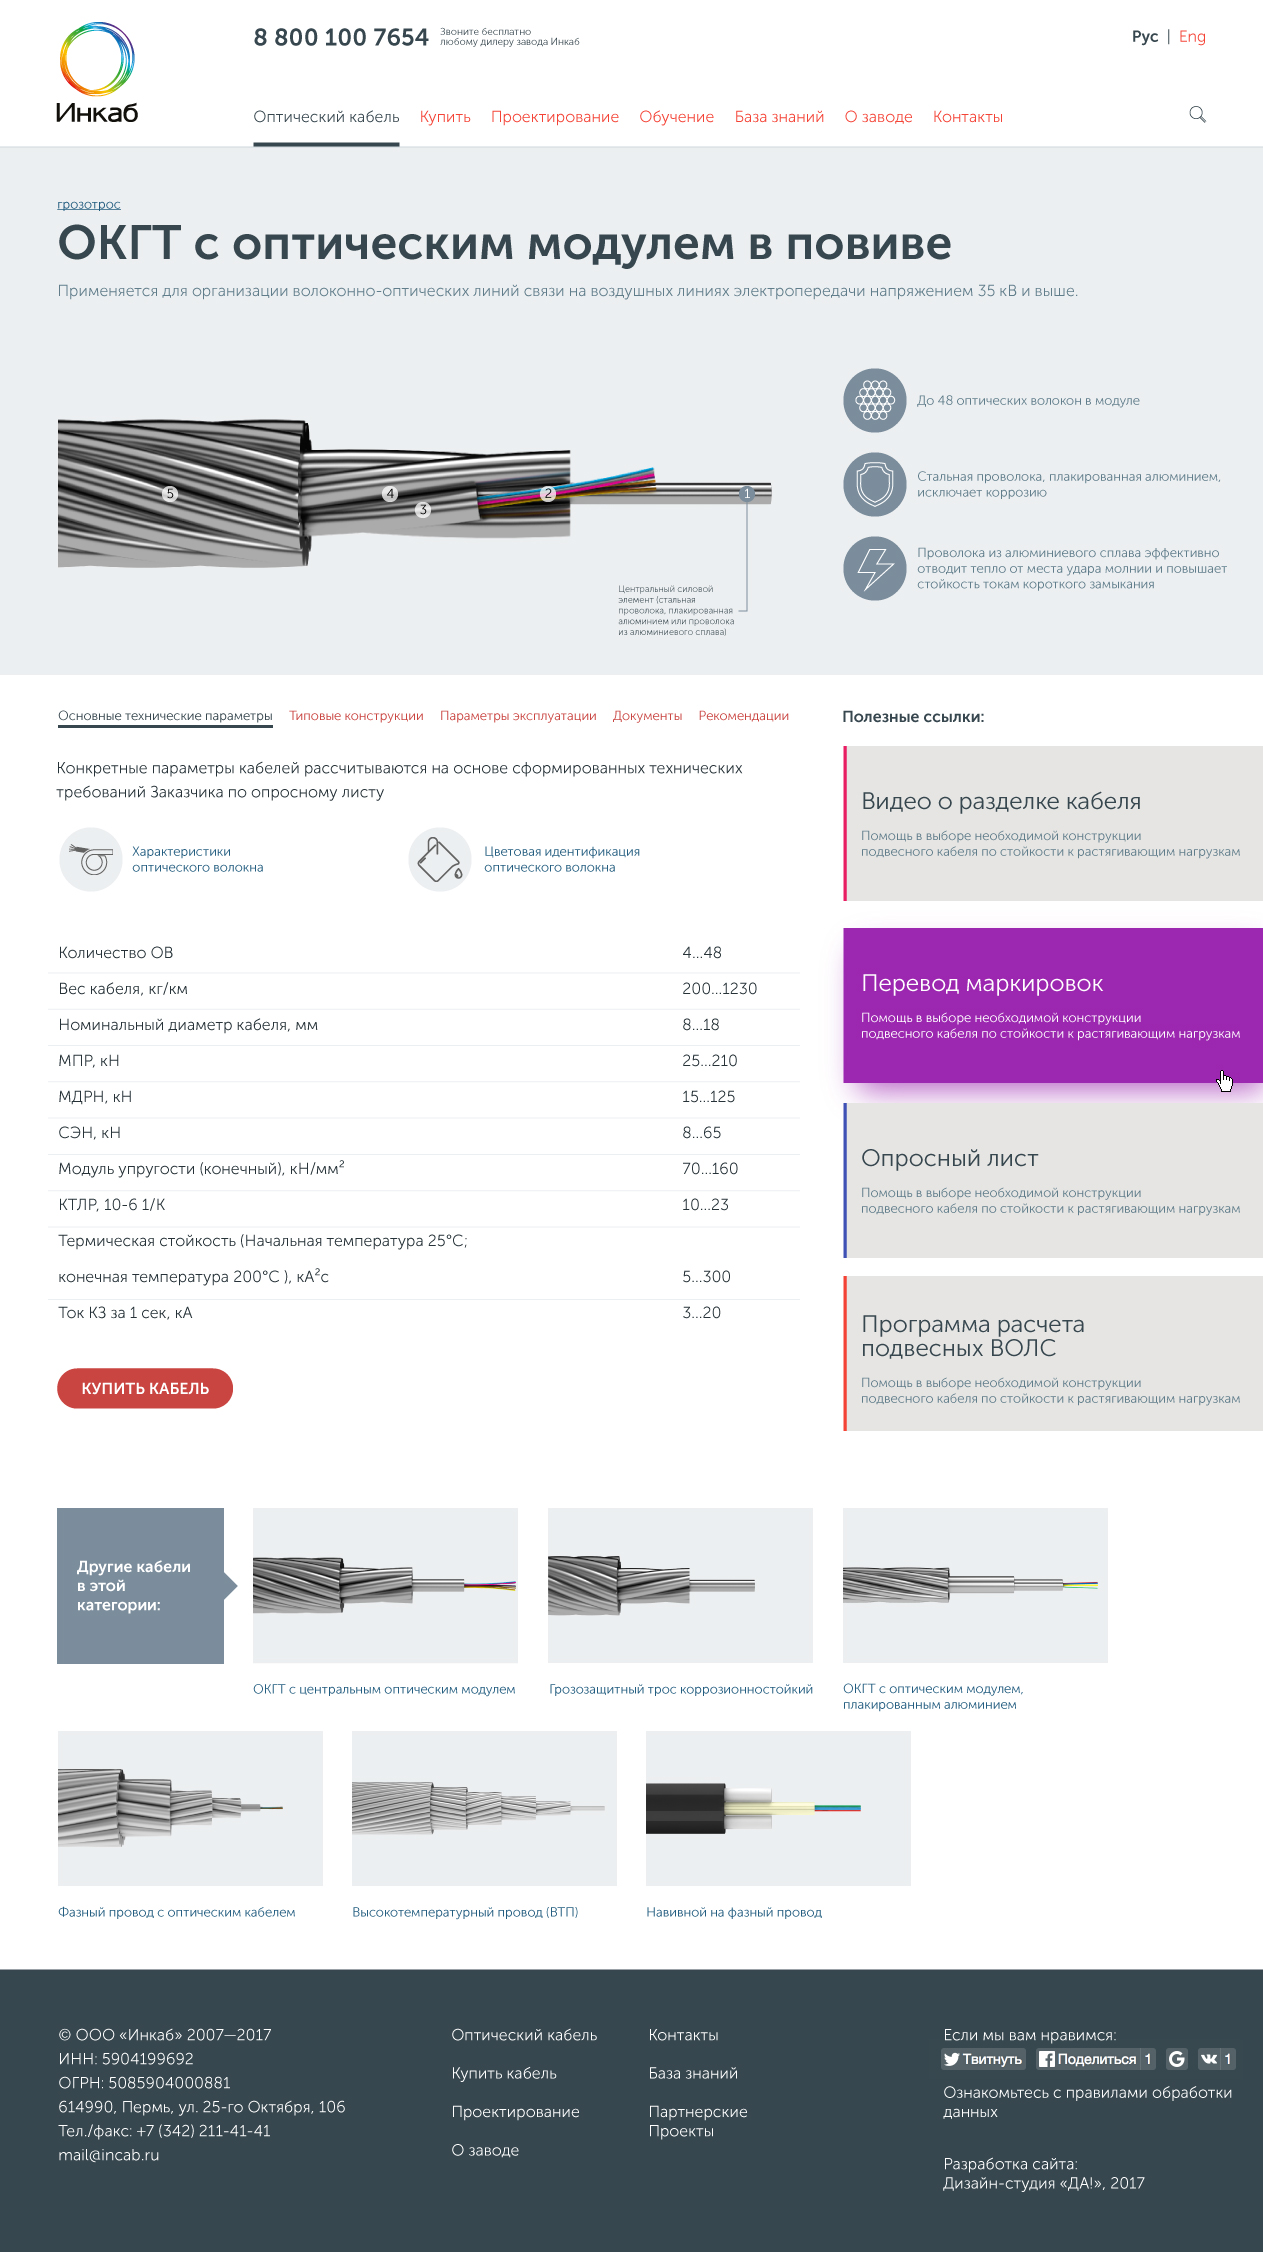 Инкаб
8 800 100 7654
Звоните бесплатно
любому дилеру завода Инкаб
Рус | Eng
Оптический кабель Купить Проектирование Обучение База знаний О заводе Контакты
грозотрос
ОКГТ с оптическим модулем в повиве
Применяется для организации волоконно-оптических линий связи на воздушных линиях электропередачи напряжением 35 кВ и выше.
5 4 3 2 1
Центральный силовой
элемент (стальная
проволока, плакированная
алюминием или проволока
из алюминиевого сплава)
До 48 оптических волокон в модуле
Стальная проволока, плакированная алюминием,
исключает коррозию
Проволока из алюминиевого сплава эффективно
отводит тепло от места удара молнии и повышает
стойкость токам короткого замыкания
Основные технические параметры Типовые конструкции Параметры эксплуатации Документы Рекомендации
Конкретные параметры кабелей рассчитываются на основе сформированных технических
требований Заказчика по опросному листу
Характеристики
оптического волокна
Цветовая идентификация
оптического волокна
Количество ОВ 4...48
Вес кабеля, кг/км 200...1230
Номинальный диаметр кабеля, мм 8...18
МПР, кН 25...210
МДРН, кН 15...125
СЭН, кН 8...65
Модуль упругости (конечный), кН/мм² 70...160
КТЛР, 10-6 1/К 10...23
Термическая стойкость (Начальная температура 25°С;
конечная температура 200°С ), кА²с 5...300
Ток КЗ за 1 сек, кА 3...20
КУПИТЬ КАБЕЛЬ
Полезные ссылки:
Видео о разделке кабеля
Помощь в выборе необходимой конструкции
подвесного кабеля по стойкости к растягивающим нагрузкам
Перевод маркировок
Помощь в выборе необходимой конструкции
подвесного кабеля по стойкости к растягивающим нагрузкам
Опросный лист
Помощь в выборе необходимой конструкции
подвесного кабеля по стойкости к растягивающим нагрузкам
Программа расчета
подвесных ВОЛС
Помощь в выборе необходимой конструкции
подвесного кабеля по стойкости к растягивающим нагрузкам
Другие кабели
в этой
категории:
ОКГТ с центральным оптическим модулем
Грозозащитный трос коррозионностойкий
ОКГТ с оптическим модулем,
плакированным алюминием
Фазный провод с оптическим кабелем
Высокотемпературный провод (ВТП)
Навивной на фазный провод
© ООО «Инкаб» 2007—2017
ИНН: 5904199692
ОГРН: 5085904000881
614990, Пермь, ул. 25-го Октября, 106
Тел./факс: +7 (342) 211-41-41
mail@incab.ru
Оптический кабель
Купить кабель
Проектирование
О заводе
Контакты
База знаний
Партнерские
Проекты
Если мы вам нравимся:
Твитнуть Поделиться 1 G 1
Ознакомьтесь с правилами обработки
данных
Разработка сайта:
Дизайн-студия «ДА!», 2017